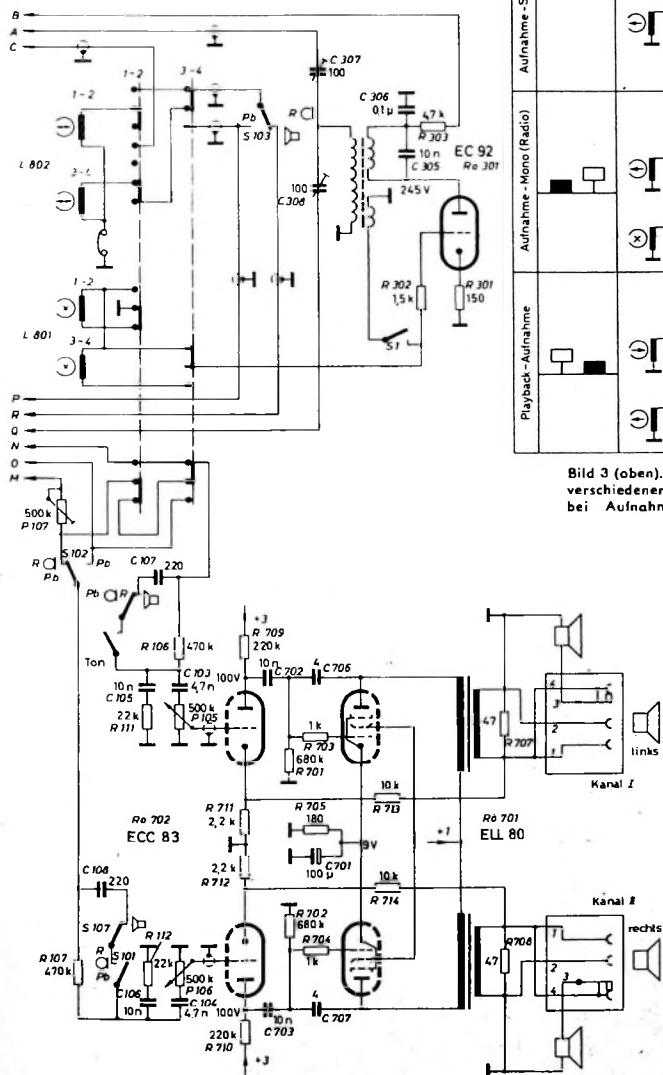 B
A
C
1-2
3-4
1-2
L 802
3-4
Pb
S 103
R
C 307
100
100
C 308
C 306
0,1 µ
47 k
R 303
10 n
C 305
EC 92
Rö 301
245 V
R 302
1,5 k
R 301
150
S1
1-2
L 801
3-4
P
R
Q
N
O
M
500 k
P 107
S 102
R
Pb
Pb
C 107
220
Pb
R
Ton
R 106
470 k
10 n
C 105
C 103
4,7 n
22 k
R 111
500 k
P 105
+3
R 709
220 k
100 V
10 n
C 702
4
C 706
1 k
R 703
680 k
R 701
47
R 707
4
3
2
1
links
Kanal I
Rö 702
ECC 83
R 711
2,2 k
2,2 k
R 712
R 705
180
C 701
100 µ
9 V
10 k
R 713
10 k
R 714
+1
Rö 701
ELL 80
C 108
220
S 107
R
Pb
S 101
R 107
470 k
R 112
22 k
C 106
10 n
500 k
P 106
C 104
4,7 n
100 V
R 702
680 k
R 704
1 k
10 n
C 703
4
C 707
220 k
R 710
+3
47
R 708
Kanal II
rechts
1
2
3
4
Aufnahme - S
Aufnahme - Mono (Radio)
Playback - Aufnahme
Bild 3 (oben).
verschiedener
bei Aufnahm